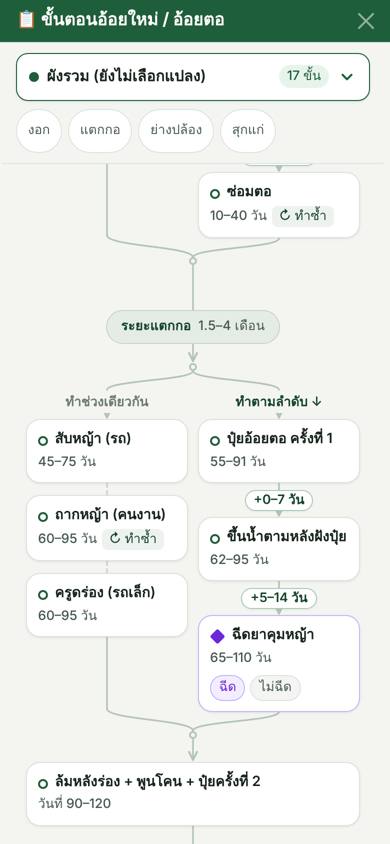 📋 ขั้นตอนอ้อยใหม่ / อ้อยตอ
ผังรวม (ยังไม่เลือกแปลง) 17 ขั้น
งอก แตกกอ ย่างปล้อง สุกแก่
ซ่อมตอ
10–40 วัน ↻ ทำซ้ำ
ระยะแตกกอ 1.5–4 เดือน
ทำช่วงเดียวกัน
สับหญ้า (รถ)
45–75 วัน
ถากหญ้า (คนงาน)
60–95 วัน ↻ ทำซ้ำ
ครูดร่อง (รถเล็ก)
60–95 วัน
ทำตามลำดับ ↓
ปุ๋ยอ้อยตอ ครั้งที่ 1
55–91 วัน
+0–7 วัน
ขึ้นน้ำตามหลังฝังปุ๋ย
62–95 วัน
+5–14 วัน
ฉีดยาคุมหญ้า
65–110 วัน
ฉีด ไม่ฉีด
ล้มหลังร่อง + พูนโคน + ปุ๋ยครั้งที่ 2
วันที่ 90–120